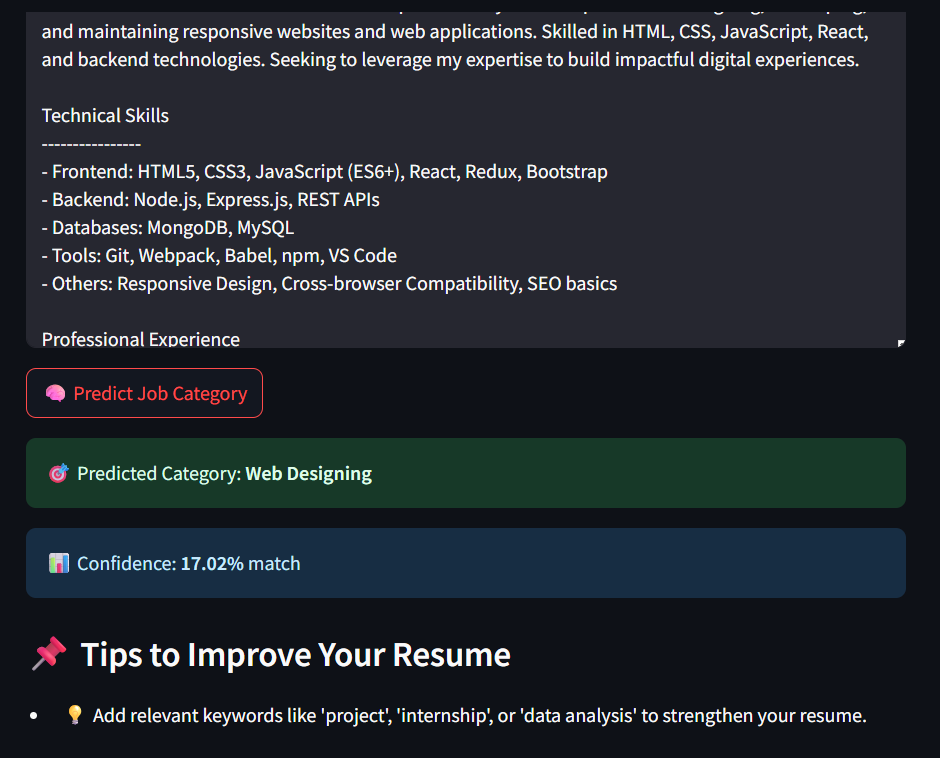 and maintaining responsive websites and web applications. Skilled in HTML, CSS, JavaScript, React,
and backend technologies. Seeking to leverage my expertise to build impactful digital experiences.
Technical Skills
----------------
- Frontend: HTML5, CSS3, JavaScript (ES6+), React, Redux, Bootstrap
- Backend: Node.js, Express.js, REST APIs
- Databases: MongoDB, MySQL
- Tools: Git, Webpack, Babel, npm, VS Code
- Others: Responsive Design, Cross-browser Compatibility, SEO basics
Professional Experience
🧠 Predict Job Category
🎯 Predicted Category: Web Designing
📊 Confidence: 17.02% match
📌 Tips to Improve Your Resume
• 💡 Add relevant keywords like 'project', 'internship', or 'data analysis' to strengthen your resume.